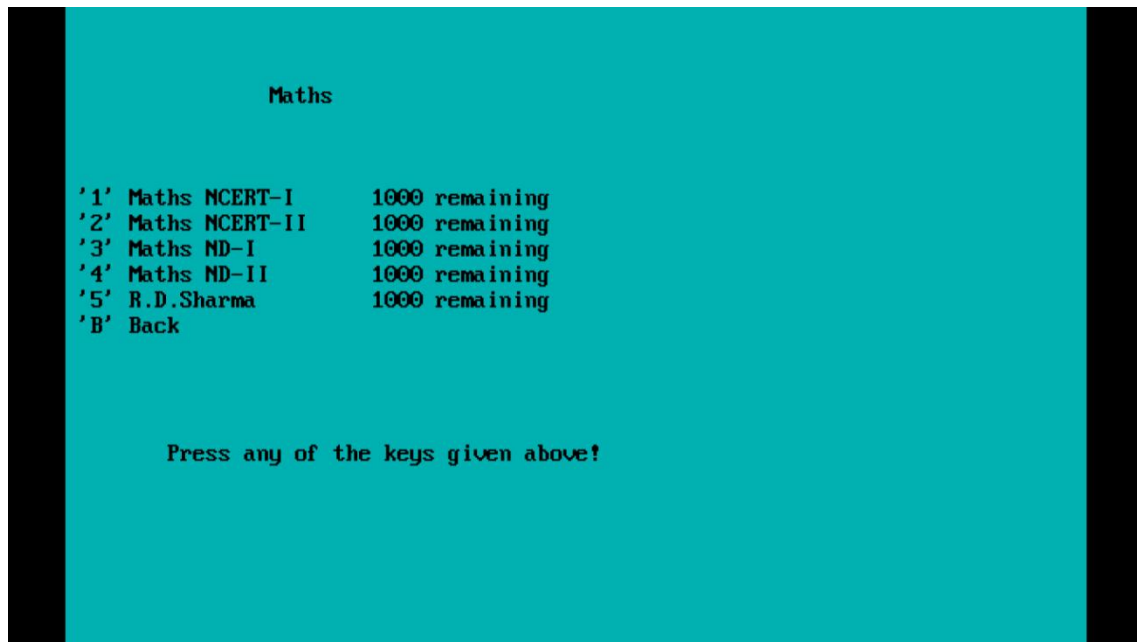 Maths
'1' Maths NCERT-I 1000 remaining
'2' Maths NCERT-II 1000 remaining
'3' Maths ND-I 1000 remaining
'4' Maths ND-II 1000 remaining
'5' R.D.Sharma 1000 remaining
'B' Back
Press any of the keys given above!